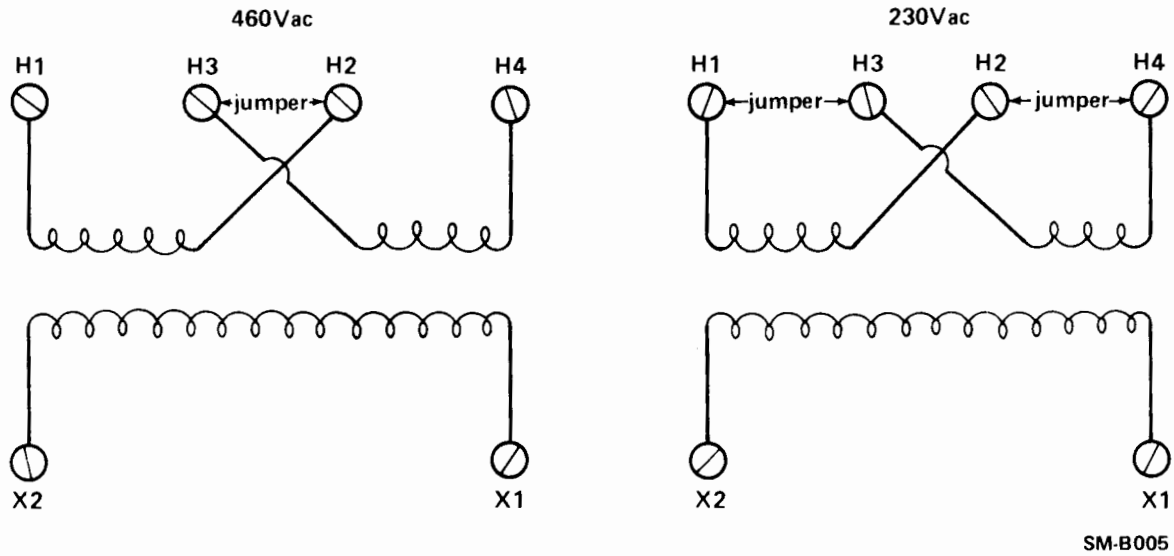 460Vac 230Vac
H1 H3 H2 H4 H1 H3 H2 H4
jumper jumper jumper
X2 X1 X2 X1
SM-B005